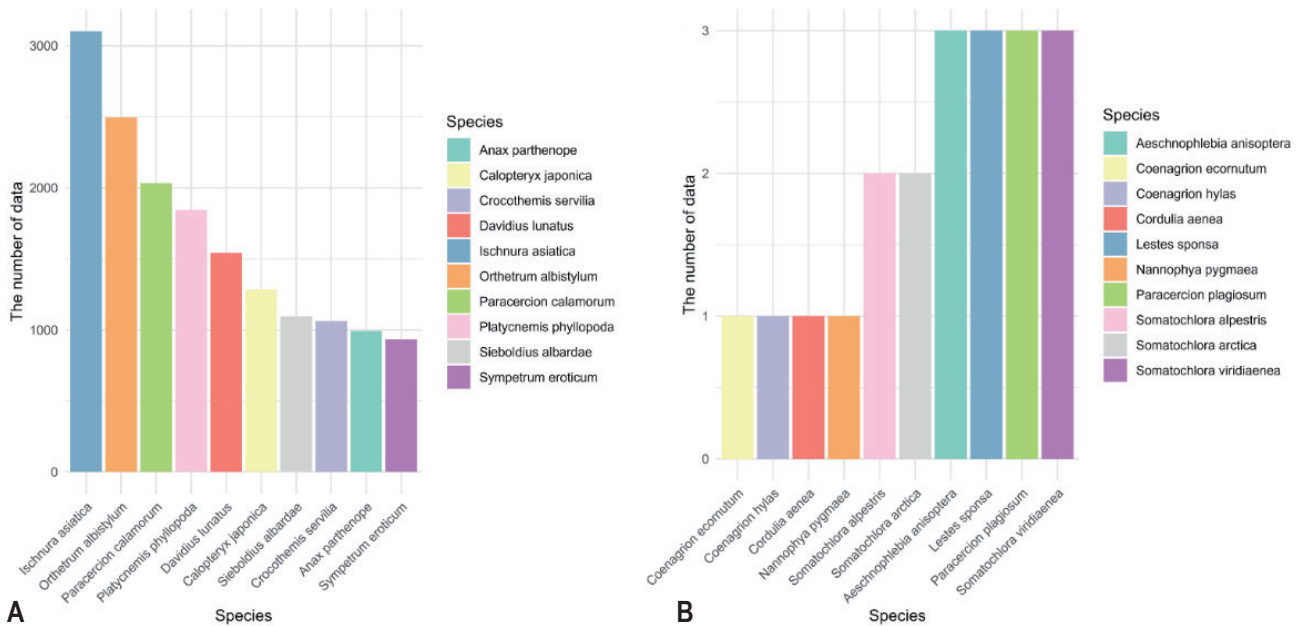 3000
2000
1000
0
The number of data
Ischnura asiatica
Orthetrum albistylum
Paracercion calamorum
Platycnemis phyllopoda
Davidius lunatus
Calopteryx japonica
Sieboldius albardae
Crocothemis servilia
Anax parthenope
Sympetrum eroticum
Species
A
Species
Anax parthenope
Calopteryx japonica
Crocothemis servilia
Davidius lunatus
Ischnura asiatica
Orthetrum albistylum
Paracercion calamorum
Platycnemis phyllopoda
Sieboldius albardae
Sympetrum eroticum
3
2
1
0
The number of data
Coenagrion ecornutum
Coenagrion hylas
Cordulia aenea
Nannophya pygmaea
Somatochlora alpestris
Somatochlora arctica
Aeschnophlebia anisoptera
Lestes sponsa
Paracercion plagiosum
Somatochlora viridiaenea
Species
B
Species
Aeschnophlebia anisoptera
Coenagrion ecornutum
Coenagrion hylas
Cordulia aenea
Lestes sponsa
Nannophya pygmaea
Paracercion plagiosum
Somatochlora alpestris
Somatochlora arctica
Somatochlora viridiaenea